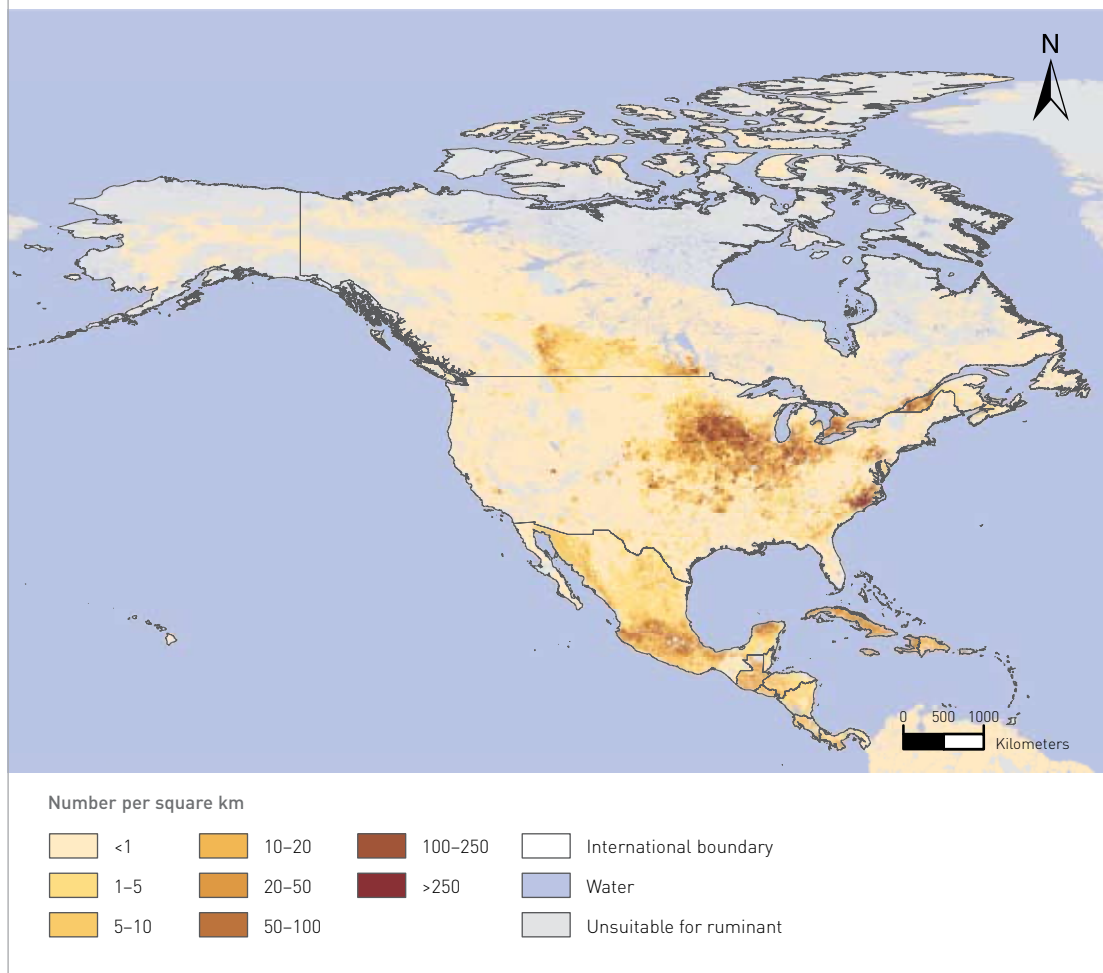 N
0 500 1000
Kilometers
Number per square km
<1
1–5
5–10
10–20
20–50
50–100
100–250
>250
International boundary
Water
Unsuitable for ruminant